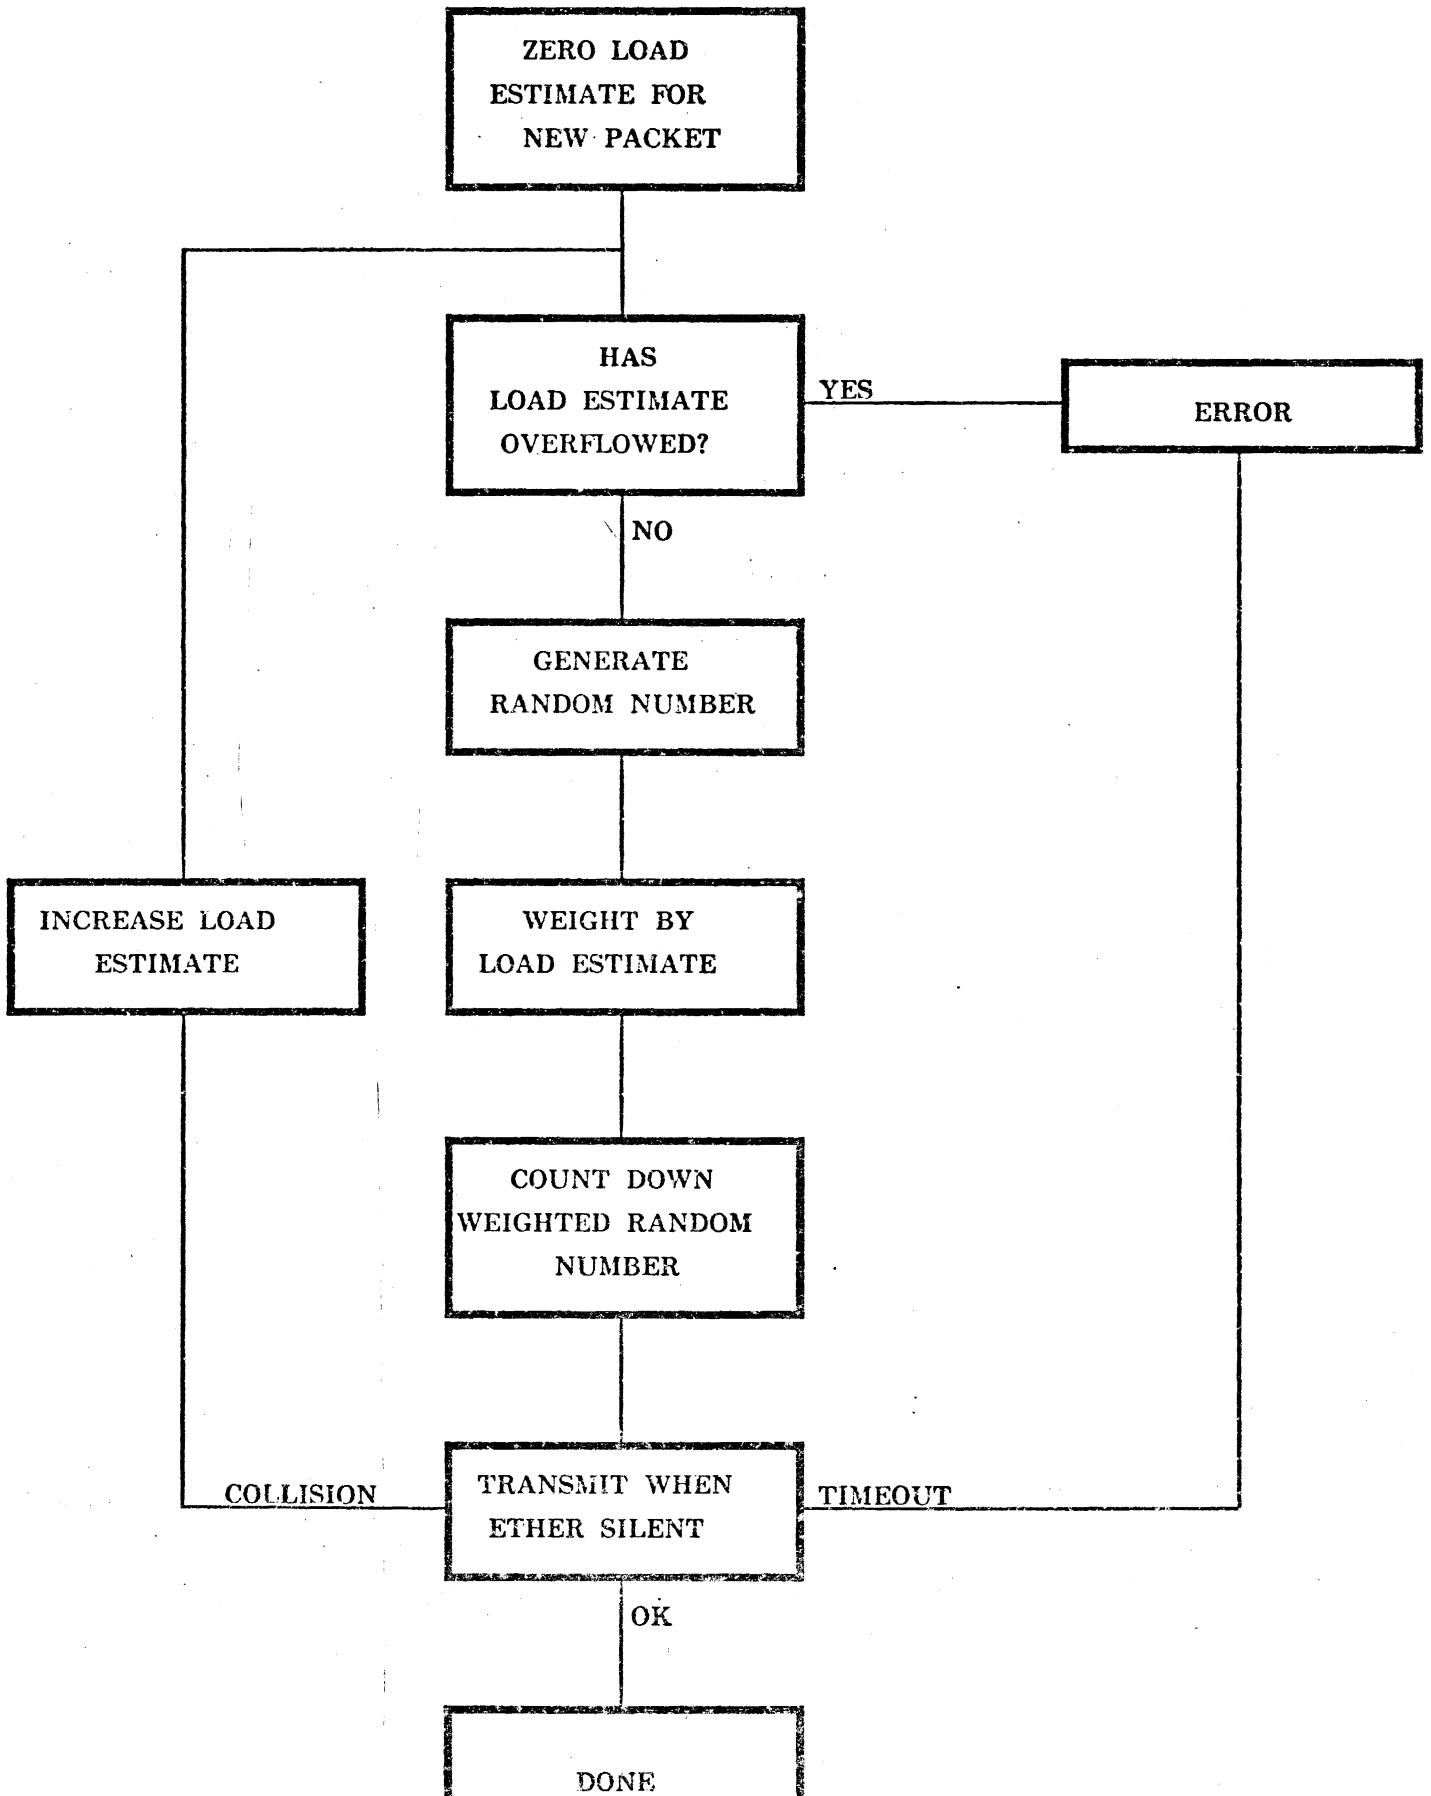 ZERO LOAD
ESTIMATE FOR
NEW PACKET
HAS
LOAD ESTIMATE
OVERFLOWED?
YES
ERROR
NO
GENERATE
RANDOM NUMBER
INCREASE LOAD
ESTIMATE
WEIGHT BY
LOAD ESTIMATE
COUNT DOWN
WEIGHTED RANDOM
NUMBER
COLLISION
TRANSMIT WHEN
ETHER SILENT
TIMEOUT
OK
DONE